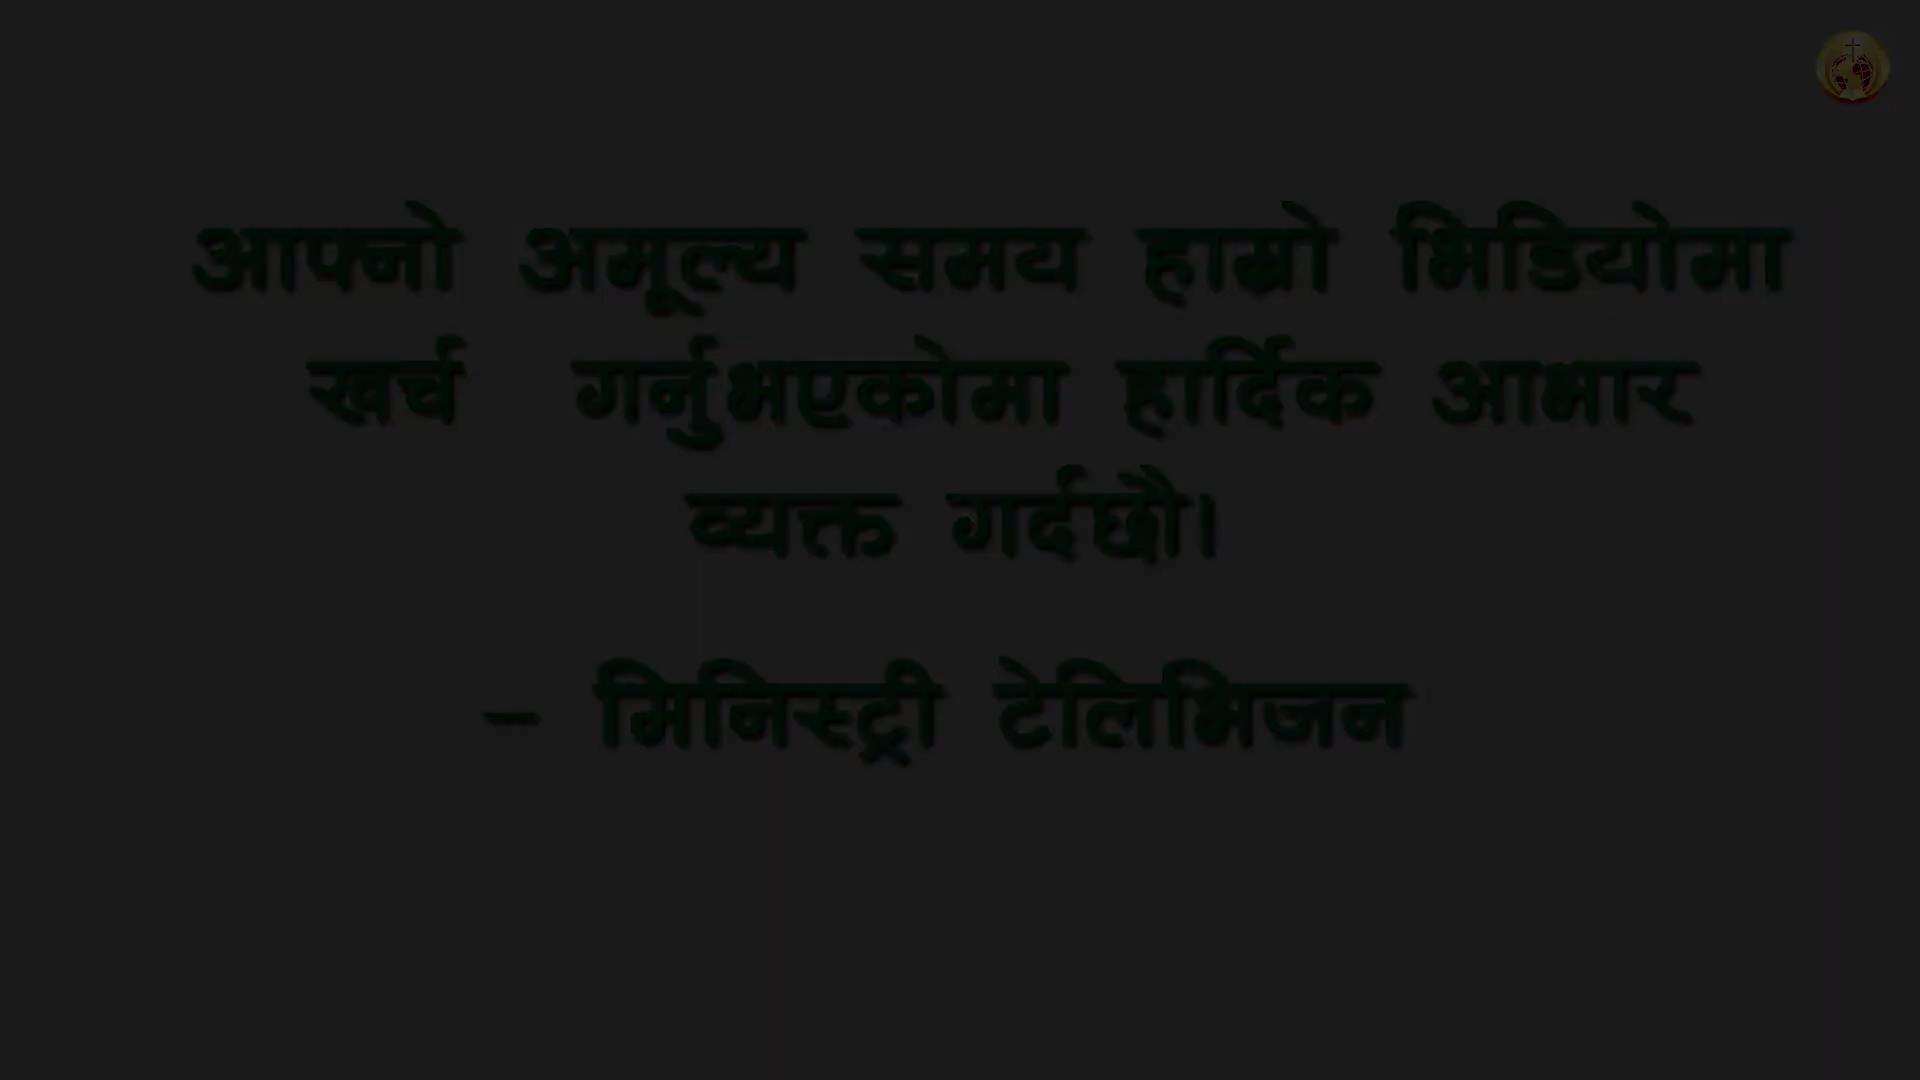 आफ्नो अमूल्य समय हाम्रो भिडियोमा
खर्च गर्नुभएकोमा हार्दिक आभार
व्यक्त गर्दछौ।
– मिनिस्ट्री टेलिभिजन